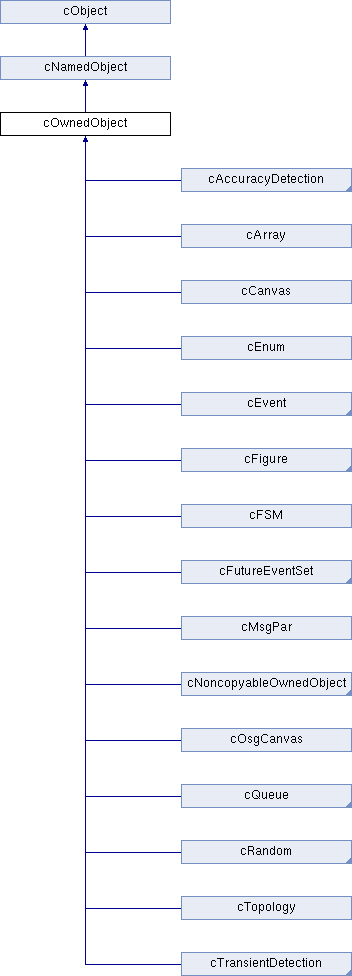 cObject
cNamedObject
cOwnedObject
cAccuracyDetection
cArray
cCanvas
cEnum
cEvent
cFigure
cFSM
cFutureEventSet
cMsgPar
cNoncopyableOwnedObject
cOsgCanvas
cQueue
cRandom
cTopology
cTransientDetection